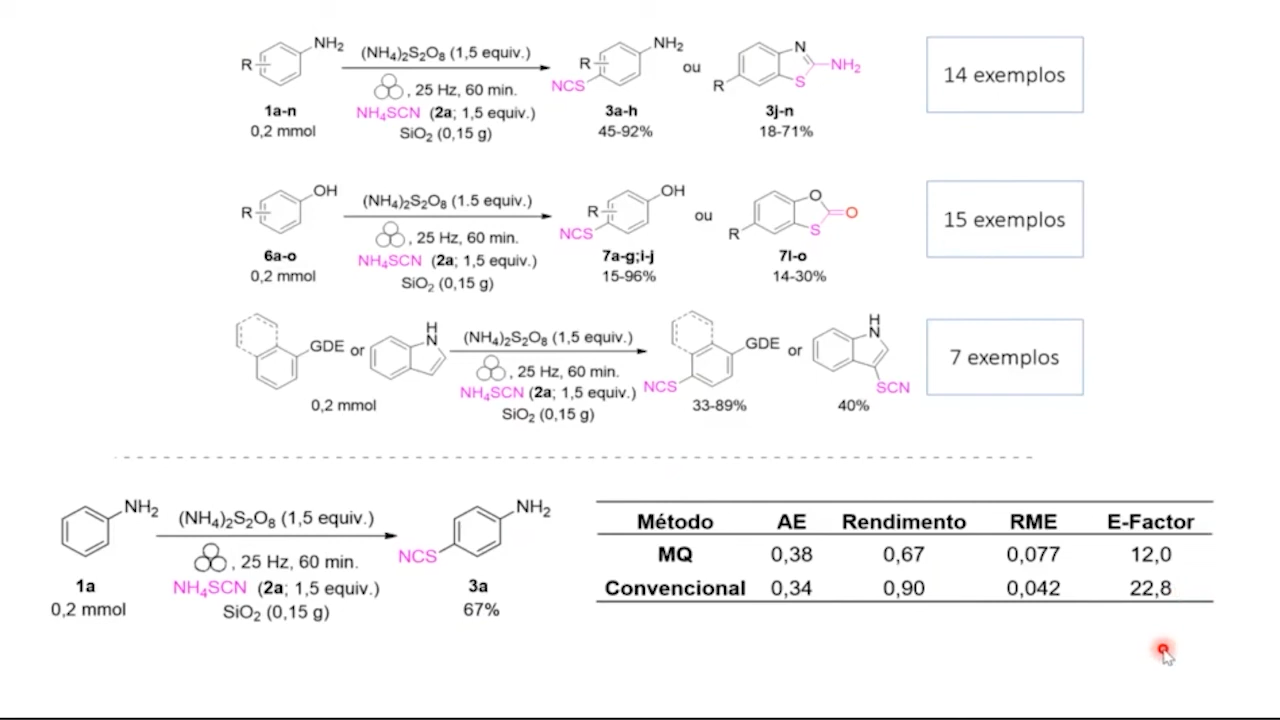 NH₂
R
(NH₄)₂S₂O₈ (1,5 equiv.)
, 25 Hz, 60 min.
NH₄SCN (2a; 1,5 equiv.)
SiO₂ (0,15 g)
1a-n
0,2 mmol
NH₂
R
NCS
3a-h
45-92%
ou
N
NH₂
S
R
3j-n
18-71%
14 exemplos
OH
R
(NH₄)₂S₂O₈ (1.5 equiv.)
, 25 Hz, 60 min.
NH₄SCN (2a; 1,5 equiv.)
SiO₂ (0,15 g)
6a-o
0,2 mmol
OH
R
NCS
7a-g;i-j
15-96%
ou
O
O
S
R
7l-o
14-30%
15 exemplos
GDE or
H
N
0,2 mmol
(NH₄)₂S₂O₈ (1,5 equiv.)
, 25 Hz, 60 min.
NH₄SCN (2a; 1,5 equiv.)
SiO₂ (0,15 g)
GDE or
NCS
33-89%
H
N
SCN
40%
7 exemplos
NH₂
1a
0,2 mmol
(NH₄)₂S₂O₈ (1,5 equiv.)
, 25 Hz, 60 min.
NH₄SCN (2a; 1,5 equiv.)
SiO₂ (0,15 g)
NH₂
NCS
3a
67%
Método AE Rendimento RME E-Factor
MQ 0,38 0,67 0,077 12,0
Convencional 0,34 0,90 0,042 22,8